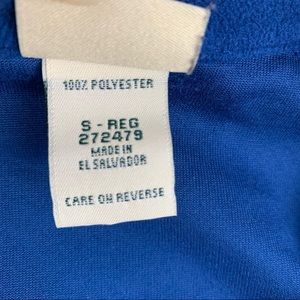 100% POLYESTER
S - REG
272479
MADE IN
EL SALVADOR
CARE ON REVERSE